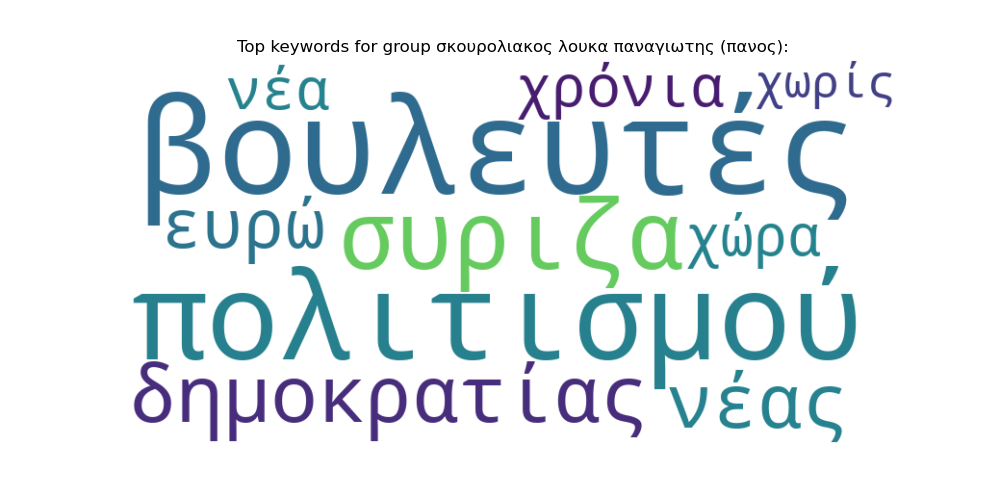 Top keywords for group σκουρολιακος λουκα παναγιωτης (πανος):
νέα χρόνια χωρίς
βουλευτές
ευρώ συριζα χώρα
πολιτισμού
δημοκρατίας νέας